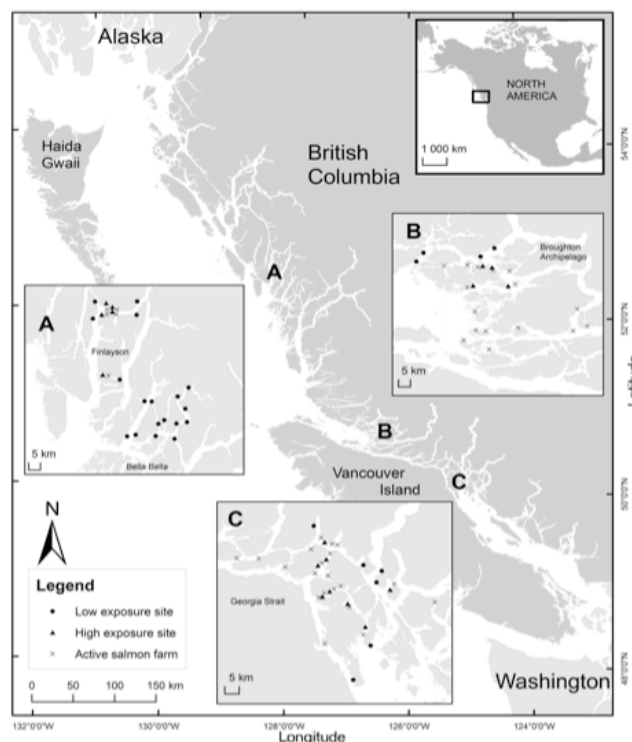 Alaska
NORTH
AMERICA
1 000 km
Haida
Gwaii
British
Columbia
54°0'0"N
B
Broughton
Archipelago
5 km
A
A
Finlayson
5 km
Bella Bella
52°0'0"N
B
Vancouver
Island
C
50°0'0"N
N
C
Georgia Strait
5 km
Legend
Low exposure site
High exposure site
Active salmon farm
0 50 100 150 km
Washington
48°0'0"N
132°0'0"W 130°0'0"W 128°0'0"W 126°0'0"W 124°0'0"W
Longitude